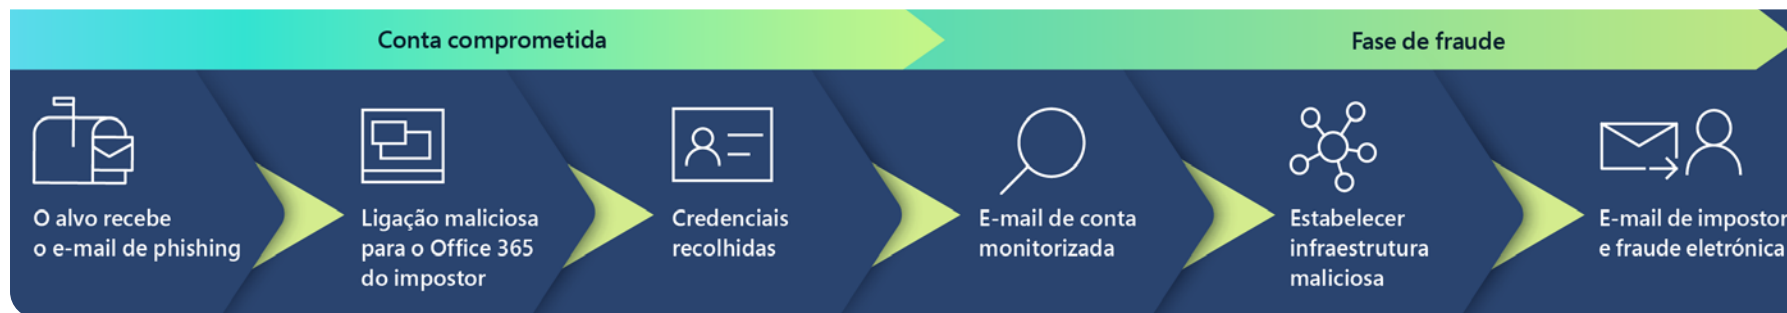 Conta comprometida
Fase de fraude
O alvo recebe
o e-mail de phishing
Ligação maliciosa
para o Office 365
do impostor
Credenciais
recolhidas
E-mail de conta
monitorizada
Estabelecer
infraestrutura
maliciosa
E-mail de impostor
e fraude eletrónica